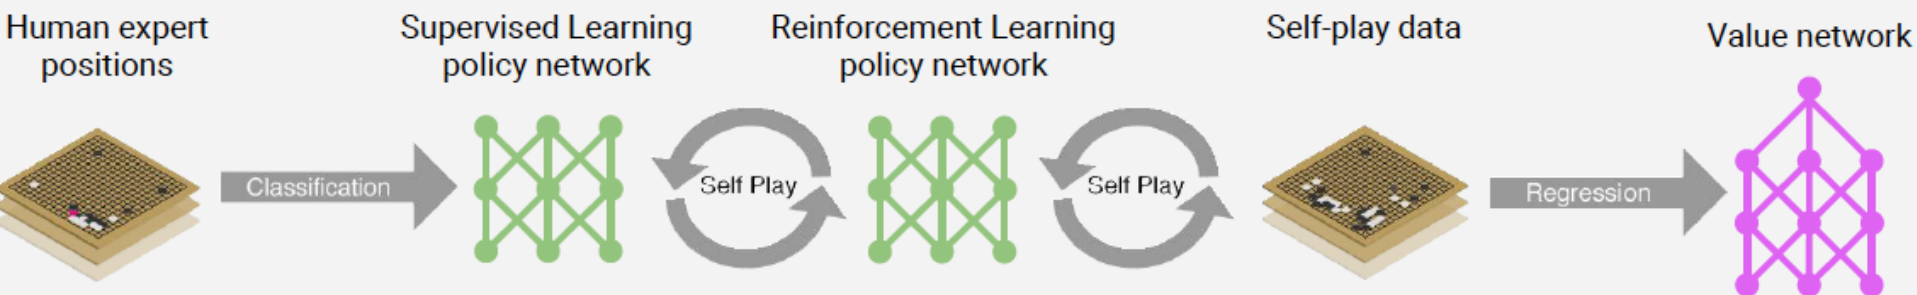 Human expert
positions
Classification
Supervised Learning
policy network
Self Play
Reinforcement Learning
policy network
Self Play
Self-play data
Regression
Value network